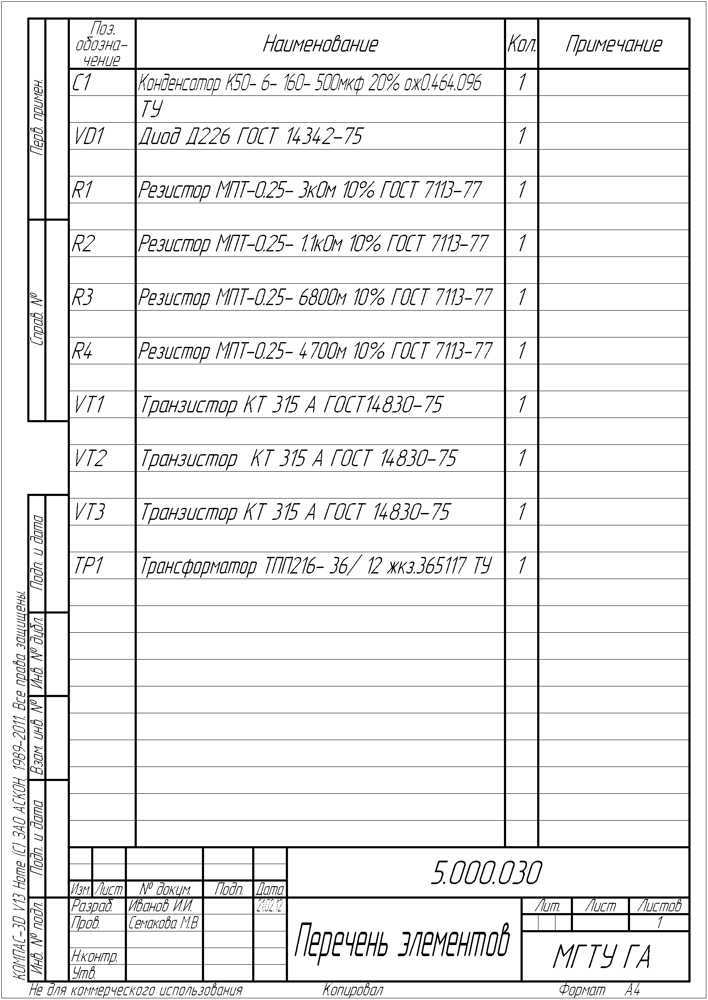 Поз. обозна-чение Наименование Кол. Примечание
C1 Конденсатор К50- 6- 160- 500мкф 20% ож0.464.096 1
ТУ
VD1 Диод Д226 ГОСТ 14342-75 1
R1 Резистор МПТ-0.25- 3кОм 10% ГОСТ 7113-77 1
R2 Резистор МПТ-0.25- 1.1кОм 10% ГОСТ 7113-77 1
R3 Резистор МПТ-0.25- 680Ом 10% ГОСТ 7113-77 1
R4 Резистор МПТ-0.25- 470Ом 10% ГОСТ 7113-77 1
VT1 Транзистор КТ 315 А ГОСТ14830-75 1
VT2 Транзистор КТ 315 А ГОСТ 14830-75 1
VT3 Транзистор КТ 315 А ГОСТ 14830-75 1
TP1 Трансформатор ТПП216- 36/ 12 жкз.365117 ТУ 1
Перв. примен.
Справ. №
Подп. и дата
Инв. № дубл.
Взам. инв. №
Подп. и дата
Инв. № подл.
КОМПАС-3D V13 Home (C) ЗАО АСКОН, 1989-2011. Все права защищены.
5.000.030
Изм. Лист № докум. Подп. Дата
Разраб. Иванов И.И. 21.02.12
Пров. Семакова М.В
Н.контр.
Утв.
Перечень элементов
Лит. Лист Листов
1
МГТУ ГА
Не для коммерческого использования Копировал Формат А4